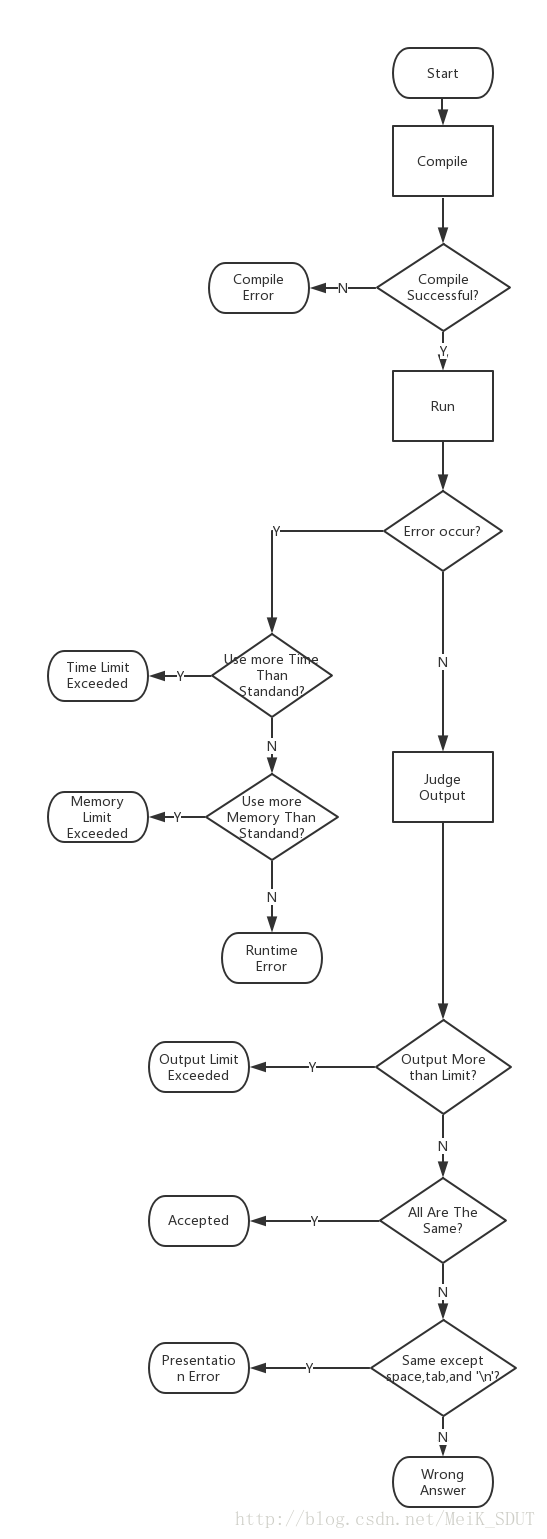 Start
Compile
Compile
Error
N
Compile
Successful?
Y
Run
Y
Error occur?
N
Time Limit
Exceeded
Y
Use more Time
Than
Standand?
N
Judge
Output
Memory
Limit
Exceeded
Y
Use more
Memory Than
Standand?
N
Runtime
Error
Output Limit
Exceeded
Y
Output More
than Limit?
N
Accepted
Y
All Are The
Same?
N
Presentatio
n Error
Y
Same except
space,tab,and '\n'?
N
Wrong
Answer
http://blog.csdn.net/MeiK_SDUT